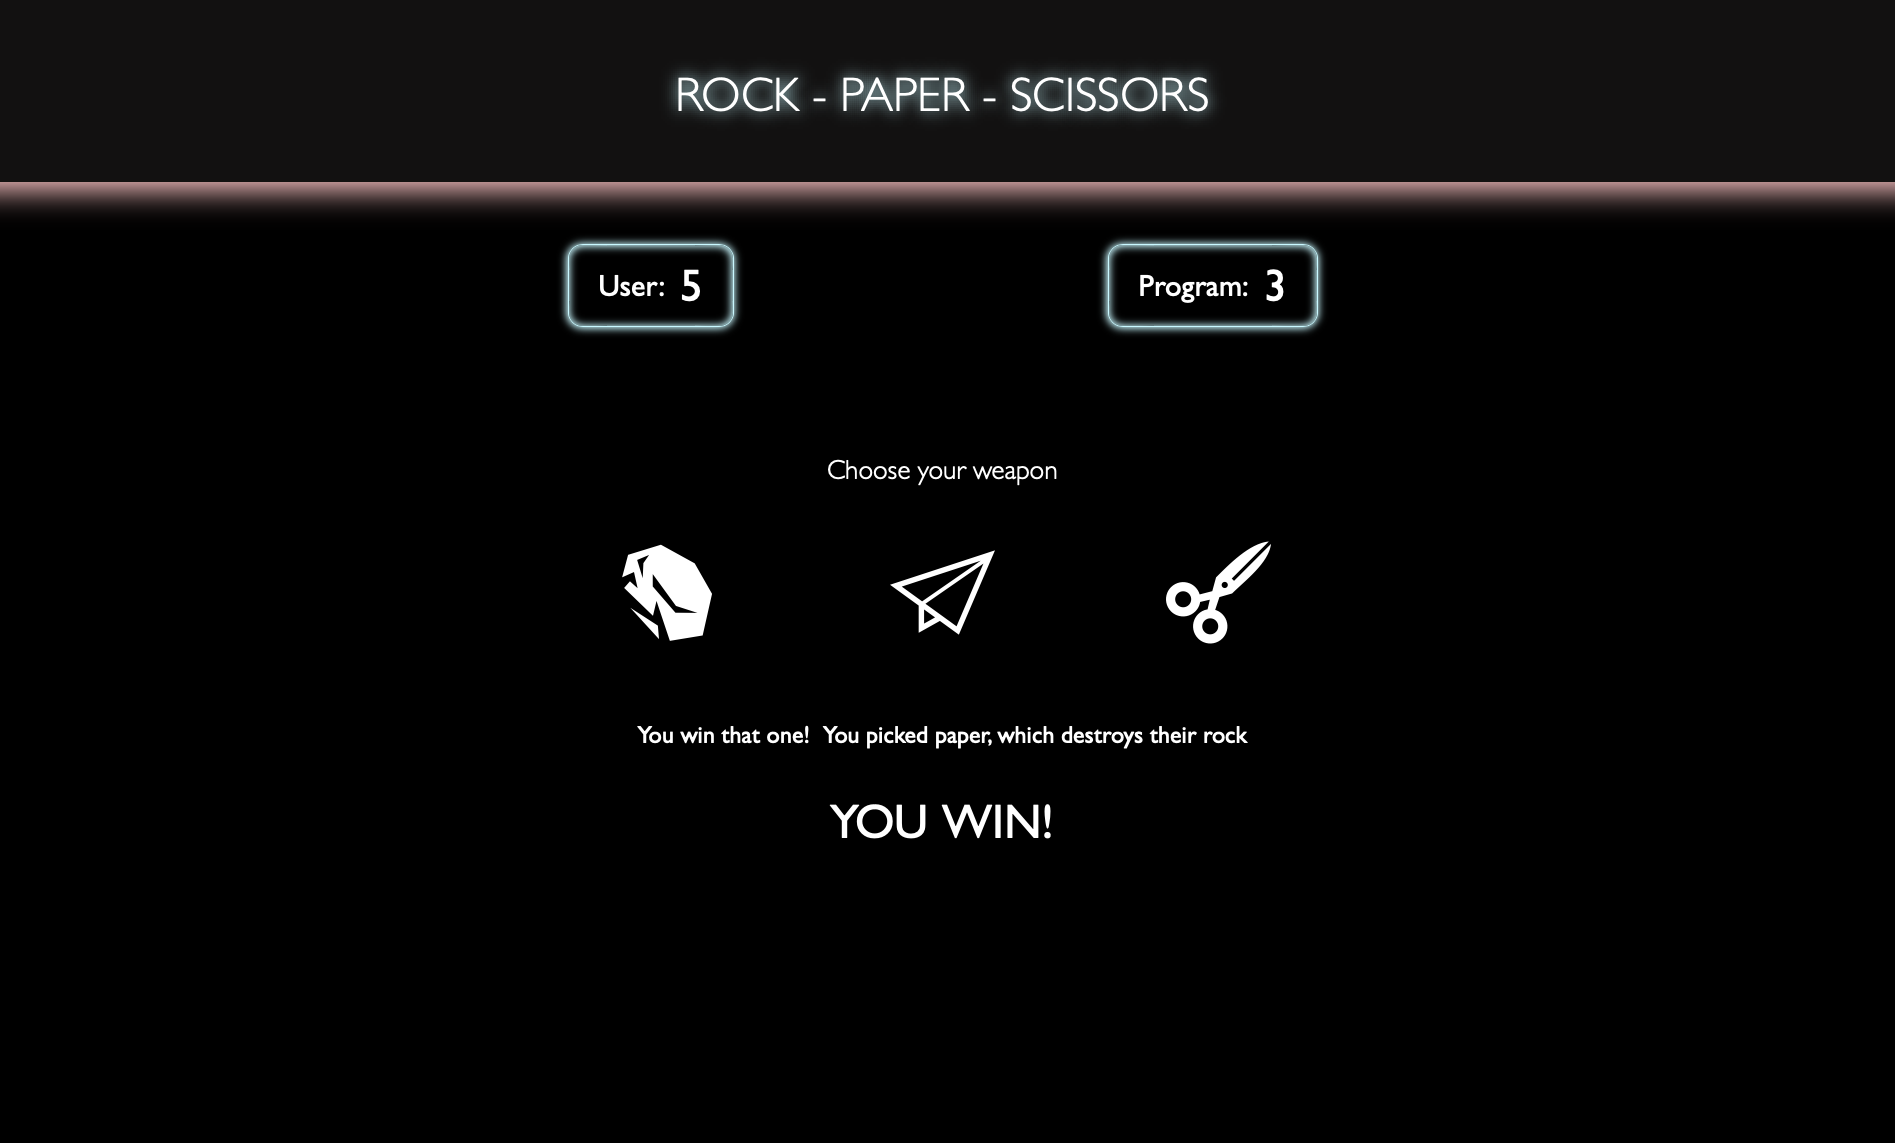 ROCK - PAPER - SCISSORS
User: 5
Program: 3
Choose your weapon
You win that one! You picked paper, which destroys their rock
YOU WIN!